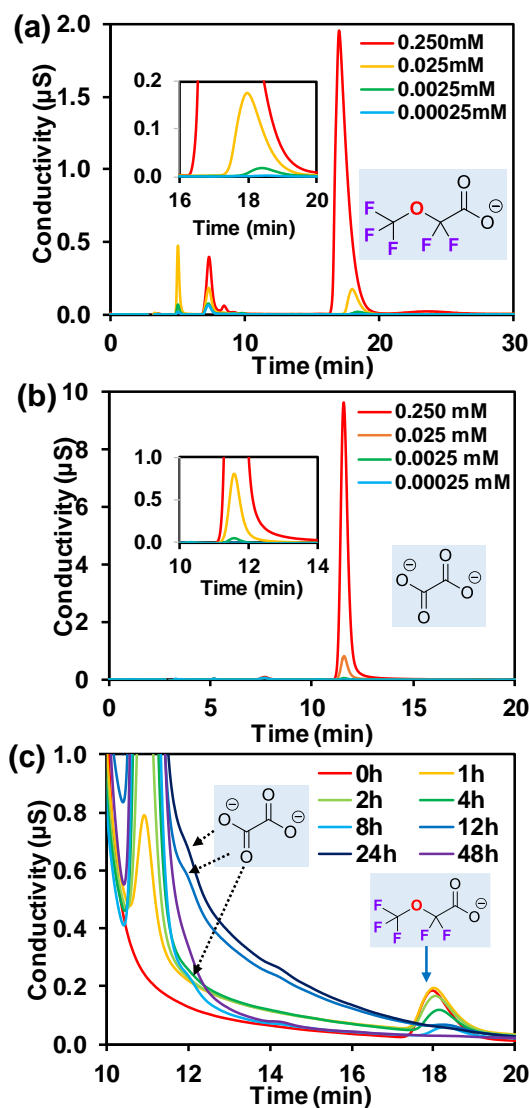 (a)
Conductivity (µS)
2.0
1.5
1.0
0.5
0.0
0.250mM
0.025mM
0.0025mM
0.00025mM
0.2
0.1
0.0
16 18 20
Time (min)
O
F O
F O ⊖
F F F
0 10 20 30
Time (min)
(b)
Conductivity (µS)
10
8
6
4
2
0
0.250 mM
0.025 mM
0.0025 mM
0.00025 mM
1.0
0.5
0.0
10 12 14
Time (min)
⊖ O ⊖
O O
O
0 5 10 15 20
Time (min)
(c)
Conductivity (µS)
1.0
0.8
0.6
0.4
0.2
0.0
0h 1h
2h 4h
8h 12h
24h 48h
⊖ O ⊖
O O
O
O
F O
F O ⊖
F F F
10 12 14 16 18 20
Time (min)